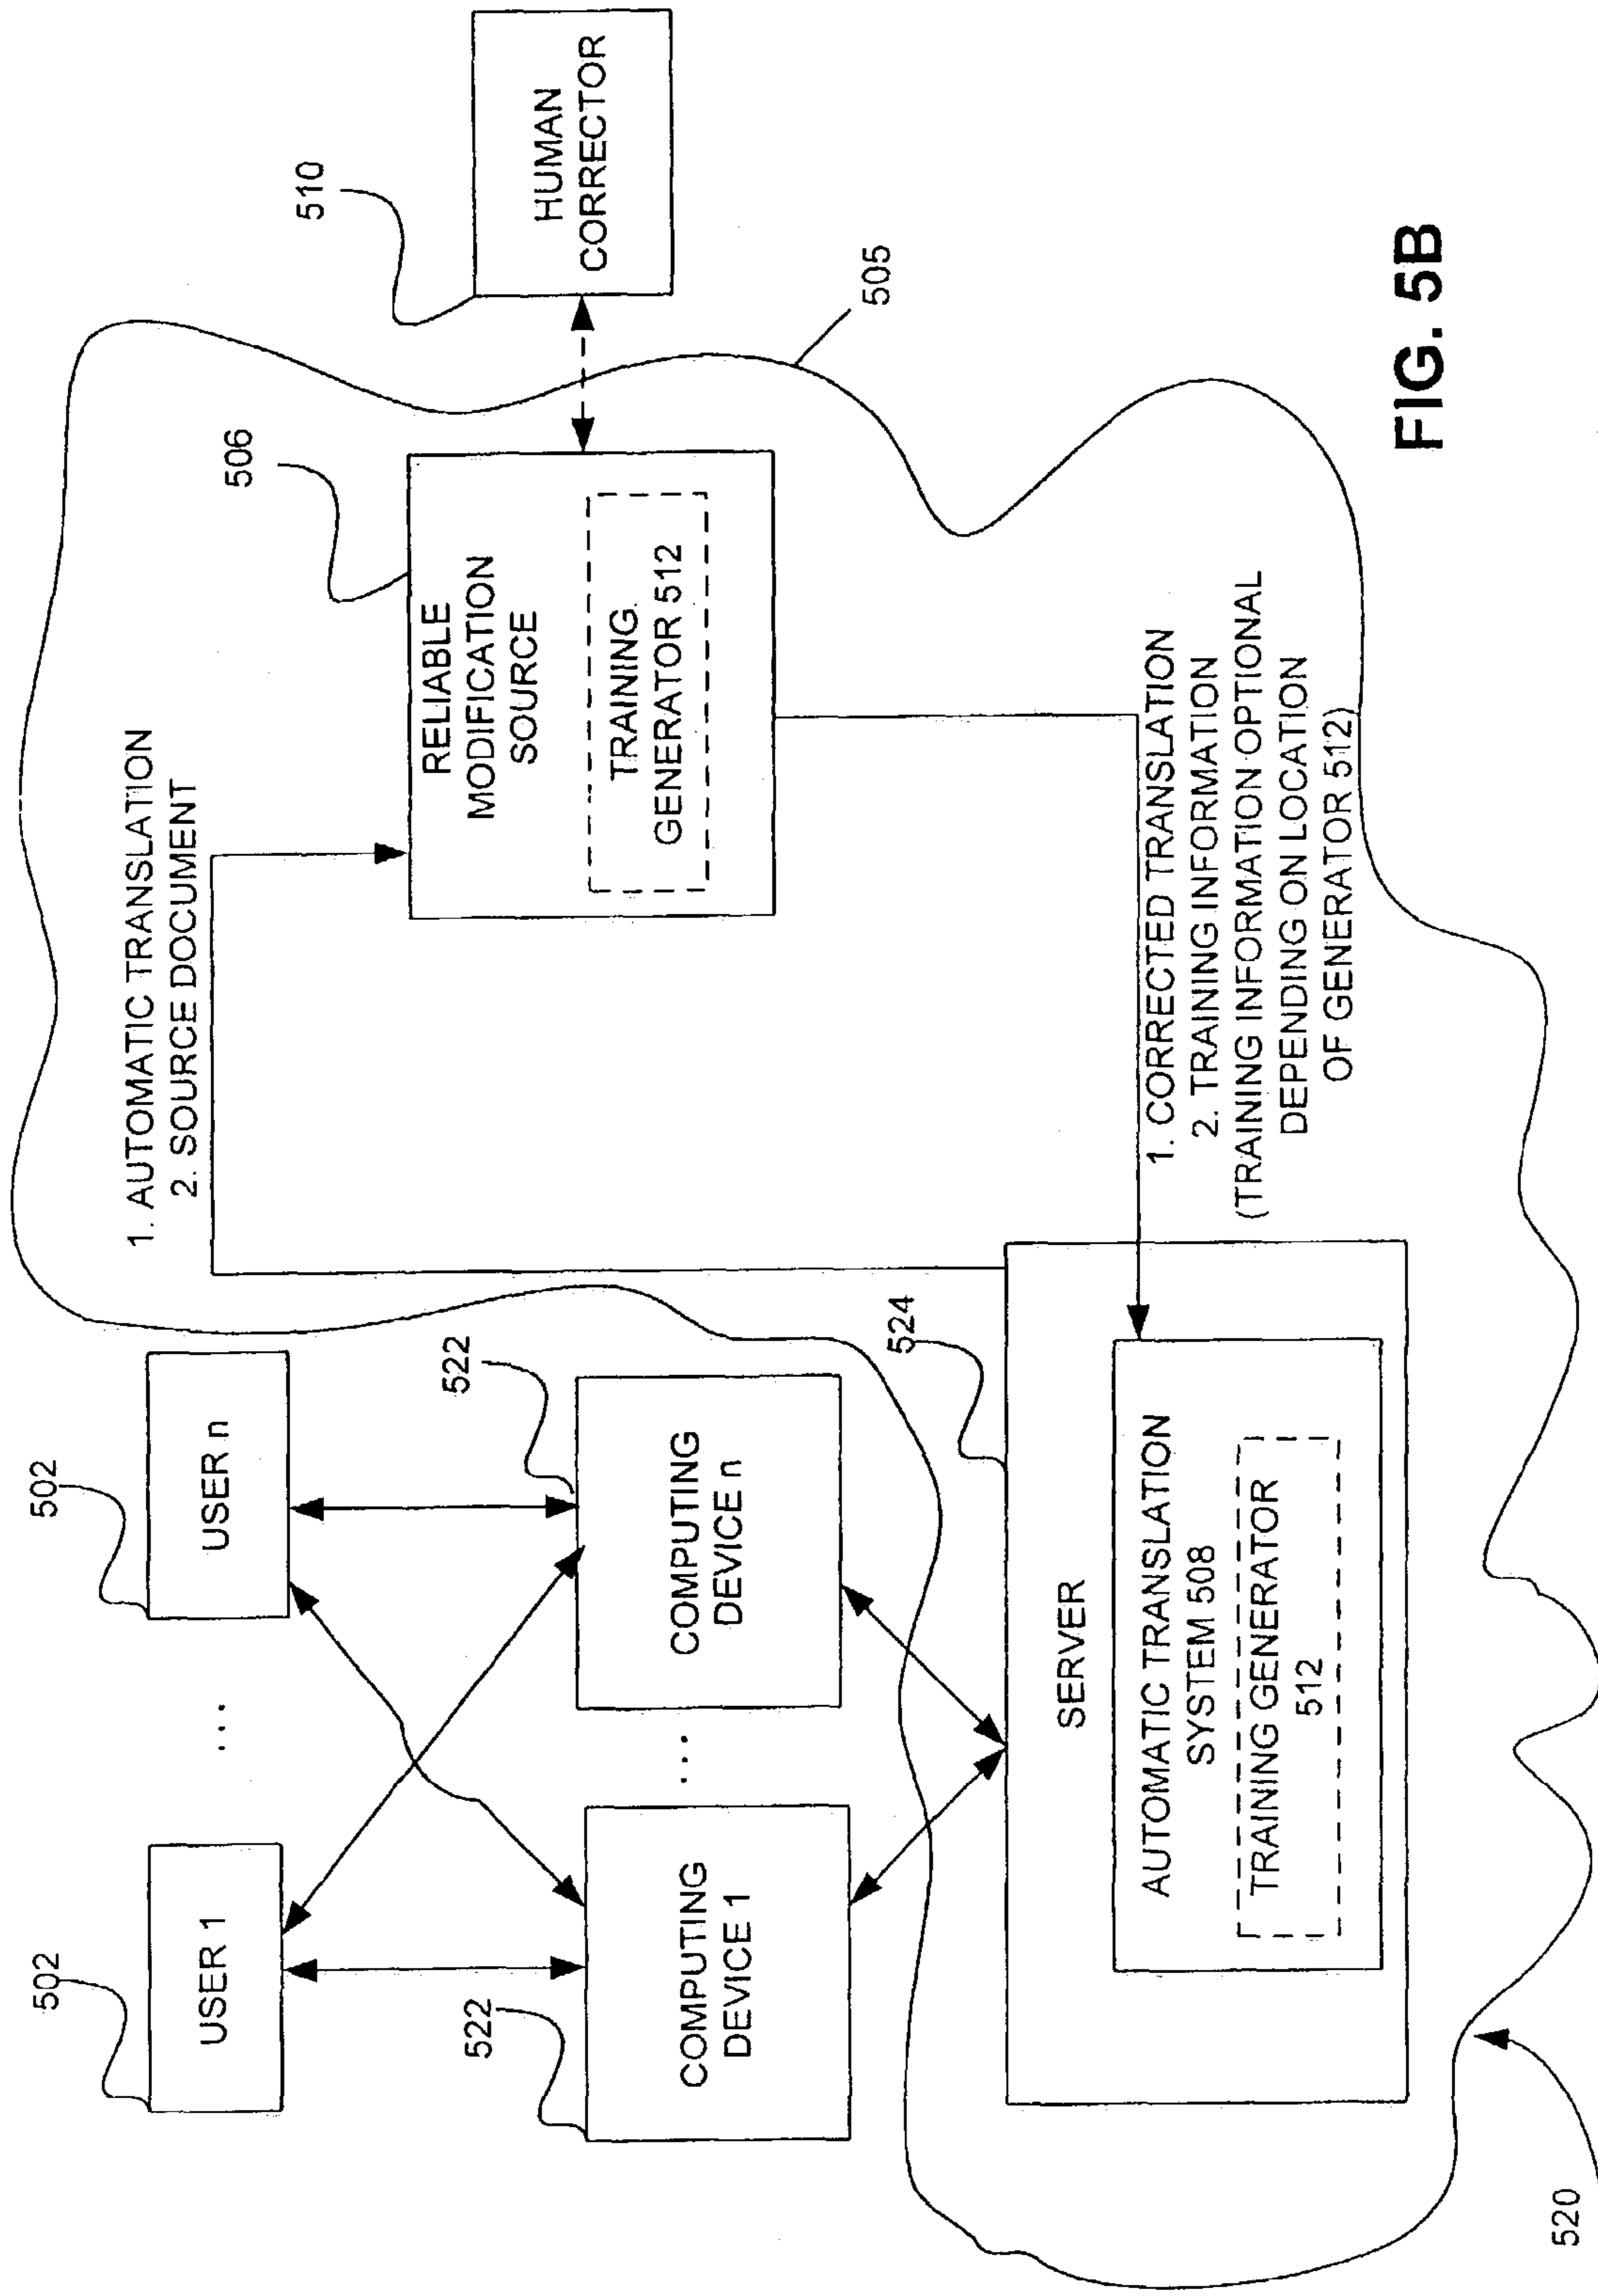 502
USER 1
...
502
USER n
522
COMPUTING
DEVICE 1
...
522
COMPUTING
DEVICE n
524
SERVER
AUTOMATIC TRANSLATION
SYSTEM 508
TRAINING GENERATOR
512
520
1. AUTOMATIC TRANSLATION
2. SOURCE DOCUMENT
506
RELIABLE
MODIFICATION
SOURCE
TRAINING
GENERATOR 512
510
HUMAN
CORRECTOR
505
1. CORRECTED TRANSLATION
2. TRAINING INFORMATION
(TRAINING INFORMATION OPTIONAL
DEPENDING ON LOCATION
OF GENERATOR 512)
FIG. 5B